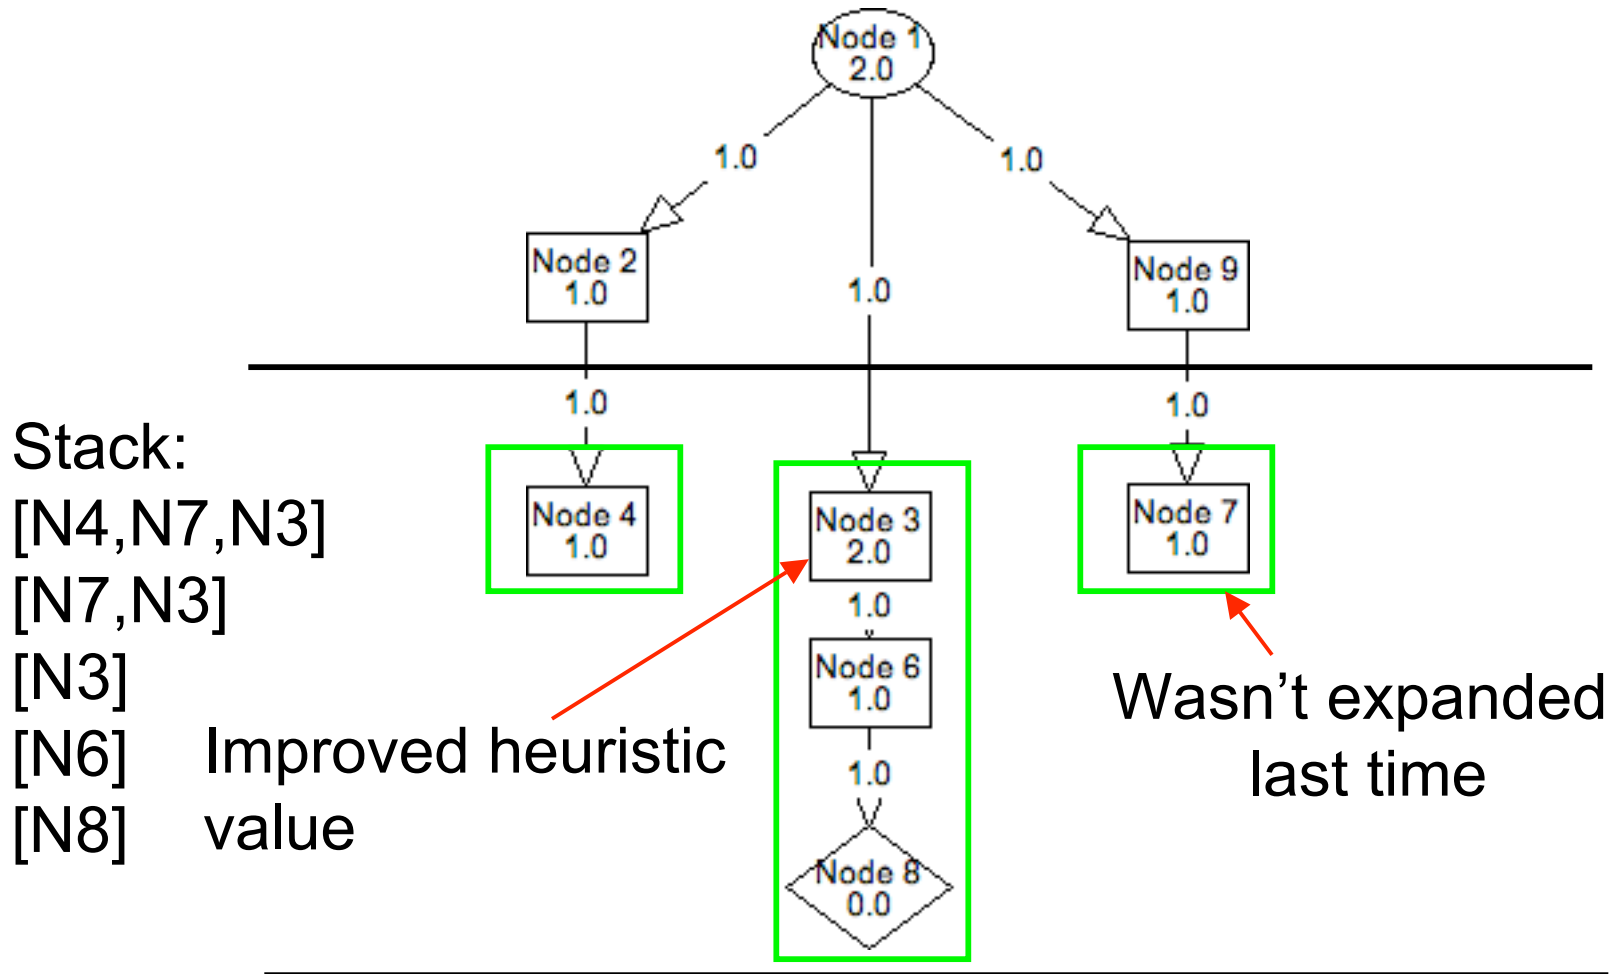 Node 1
2.0
1.0
1.0
1.0
Node 2
1.0
Node 9
1.0
1.0
1.0
Stack:
[N4,N7,N3]
[N7,N3]
[N3]
[N6]
[N8]
Node 4
1.0
Node 3
2.0
1.0
Node 6
1.0
1.0
Node 8
0.0
Node 7
1.0
Improved heuristic
value
Wasn’t expanded
last time